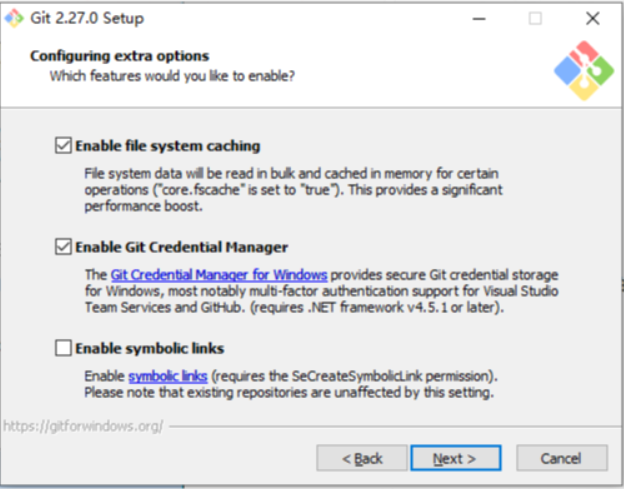 Git 2.27.0 Setup
Configuring extra options
Which features would you like to enable?
Enable file system caching
File system data will be read in bulk and cached in memory for certain
operations ("core.fscache" is set to "true"). This provides a significant
performance boost.
Enable Git Credential Manager
The Git Credential Manager for Windows provides secure Git credential storage
for Windows, most notably multi-factor authentication support for Visual Studio
Team Services and GitHub. (requires .NET framework v4.5.1 or later).
Enable symbolic links
Enable symbolic links (requires the SeCreateSymbolicLink permission).
Please note that existing repositories are unaffected by this setting.
https://gitforwindows.org/
< Back Next > Cancel